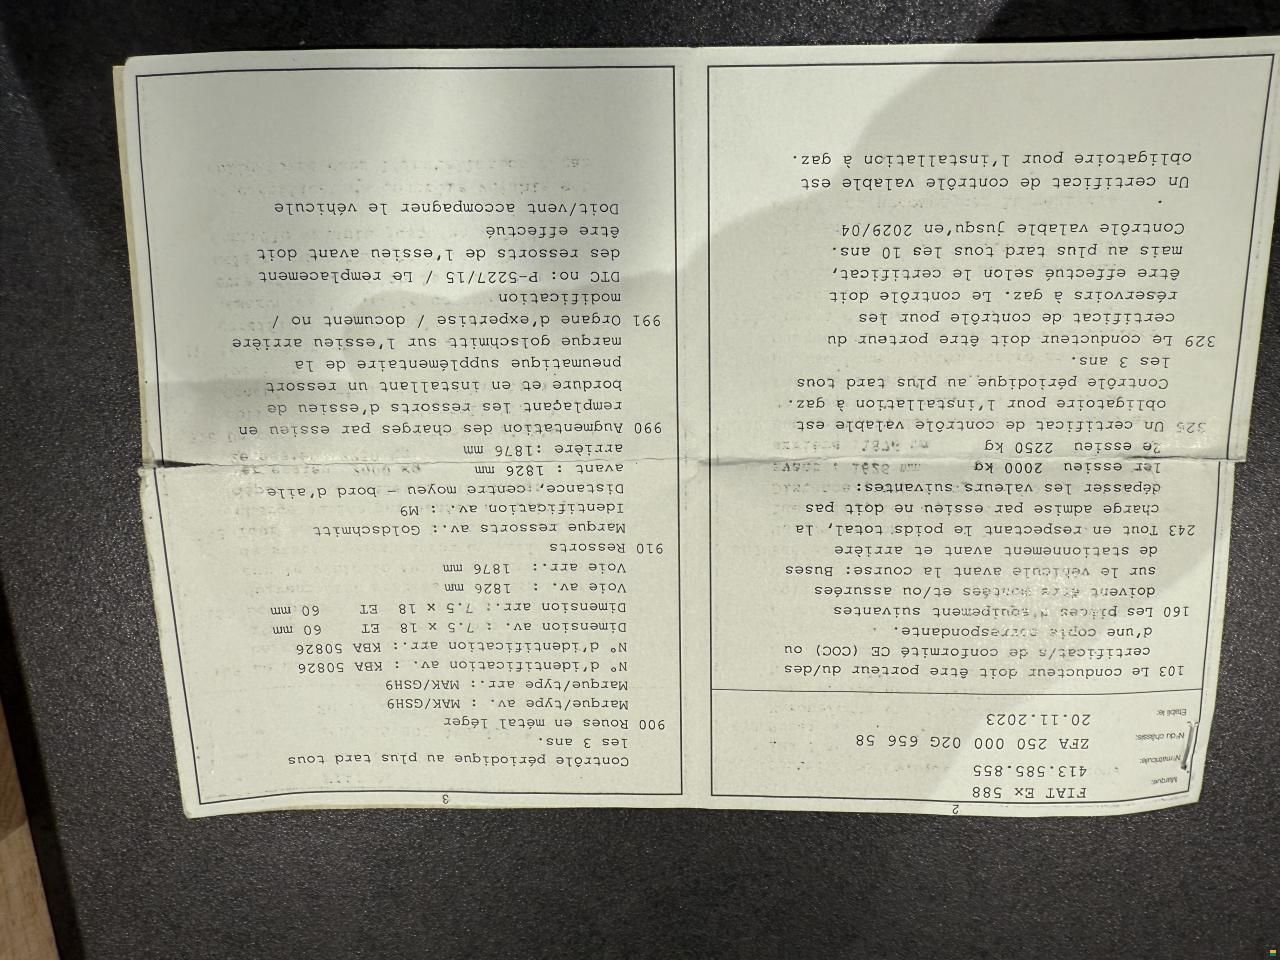 2
Marque: FIAT Ex 588
N°matricule: 413.585.855
N°du châssis: ZFA 250 000 02G 656 58
Etabli le: 20.11.2023
103 Le conducteur doit être porteur du/des
certificat/s de conformité CE (COC) ou
d'une copie correspondante.
160 Les pièces d'équipement suivantes
doivent être montées et/ou assurées
sur le véhicule avant la course: Buses
de stationnement avant et arrière
243 Tout en respectant le poids total, la
charge admise par essieu ne doit pas
dépasser les valeurs suivantes:
1er essieu 2000 kg
2e essieu 2250 kg
325 Un certificat de contrôle valable est
obligatoire pour l'installation à gaz.
Contrôle périodique au plus tard tous
les 3 ans.
329 Le conducteur doit être porteur du
certificat de contrôle pour les
réservoirs à gaz. Le contrôle doit
être effectué selon le certificat,
mais au plus tard tous les 10 ans.
Contrôle valable jusqu'en 2029/04
.
Un certificat de contrôle valable est
obligatoire pour l'installation à gaz.
3
Contrôle périodique au plus tard tous
les 3 ans.
900 Roues en métal léger
Marque/type av. : MAK/GSH9
Marque/type arr.: MAK/GSH9
N° d'identification av. : KBA 50826
N° d'identification arr.: KBA 50826
Dimension av. : 7.5 x 18 ET 60 mm
Dimension arr.: 7.5 x 18 ET 60 mm
Voie av. : 1826 mm
Voie arr.: 1876 mm
910 Ressorts
Marque ressorts av.: Goldschmitt
Identification av. : M9
Distance, centre moyeu - bord d'aile
avant : 1826 mm
arrière :1876 mm
990 Augmentation des charges par essieu en
remplaçant les ressorts d'essieu de
bordure et en installant un ressort
pneumatique supplémentaire de la
marque golschmitt sur l'essieu arrière
991 Organe d'expertise / document no /
modification
DTC no: P-5227/15 / Le remplacement
des ressorts de l'essieu avant doit
être effectué
Doit/vent accompagner le véhicule